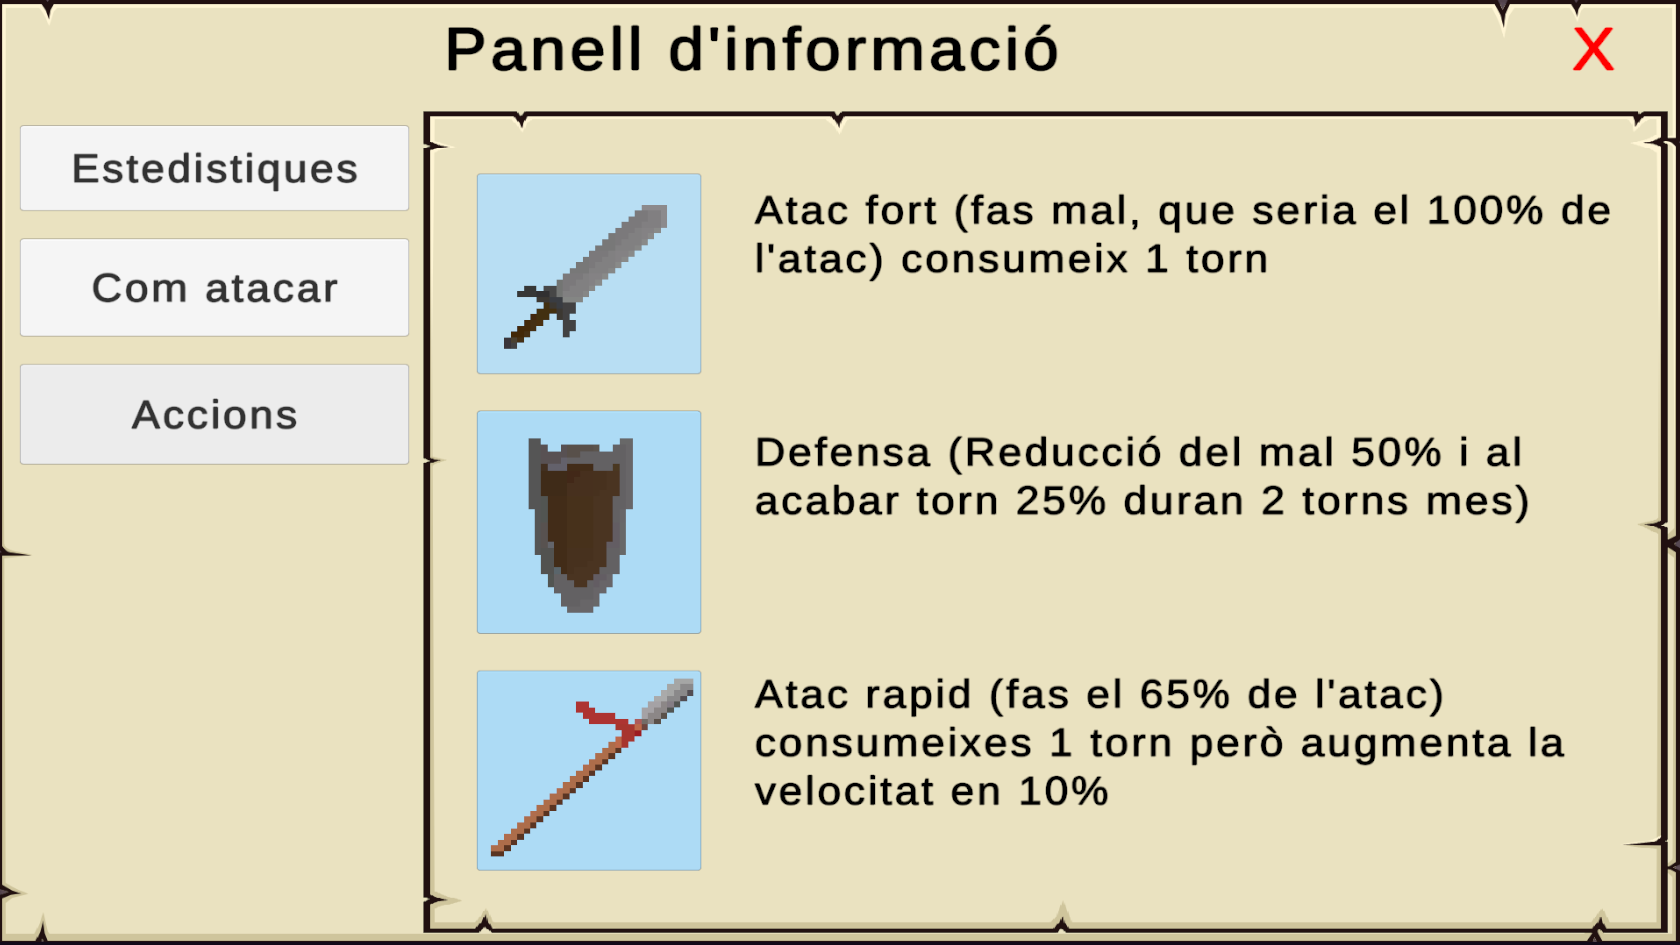 Panell d'informació
X
Estedistiques
Com atacar
Accions
Atac fort (fas mal, que seria el 100% de
l'atac) consumeix 1 torn
Defensa (Reducció del mal 50% i al
acabar torn 25% duran 2 torns mes)
Atac rapid (fas el 65% de l'atac)
consumeixes 1 torn però augmenta la
velocitat en 10%